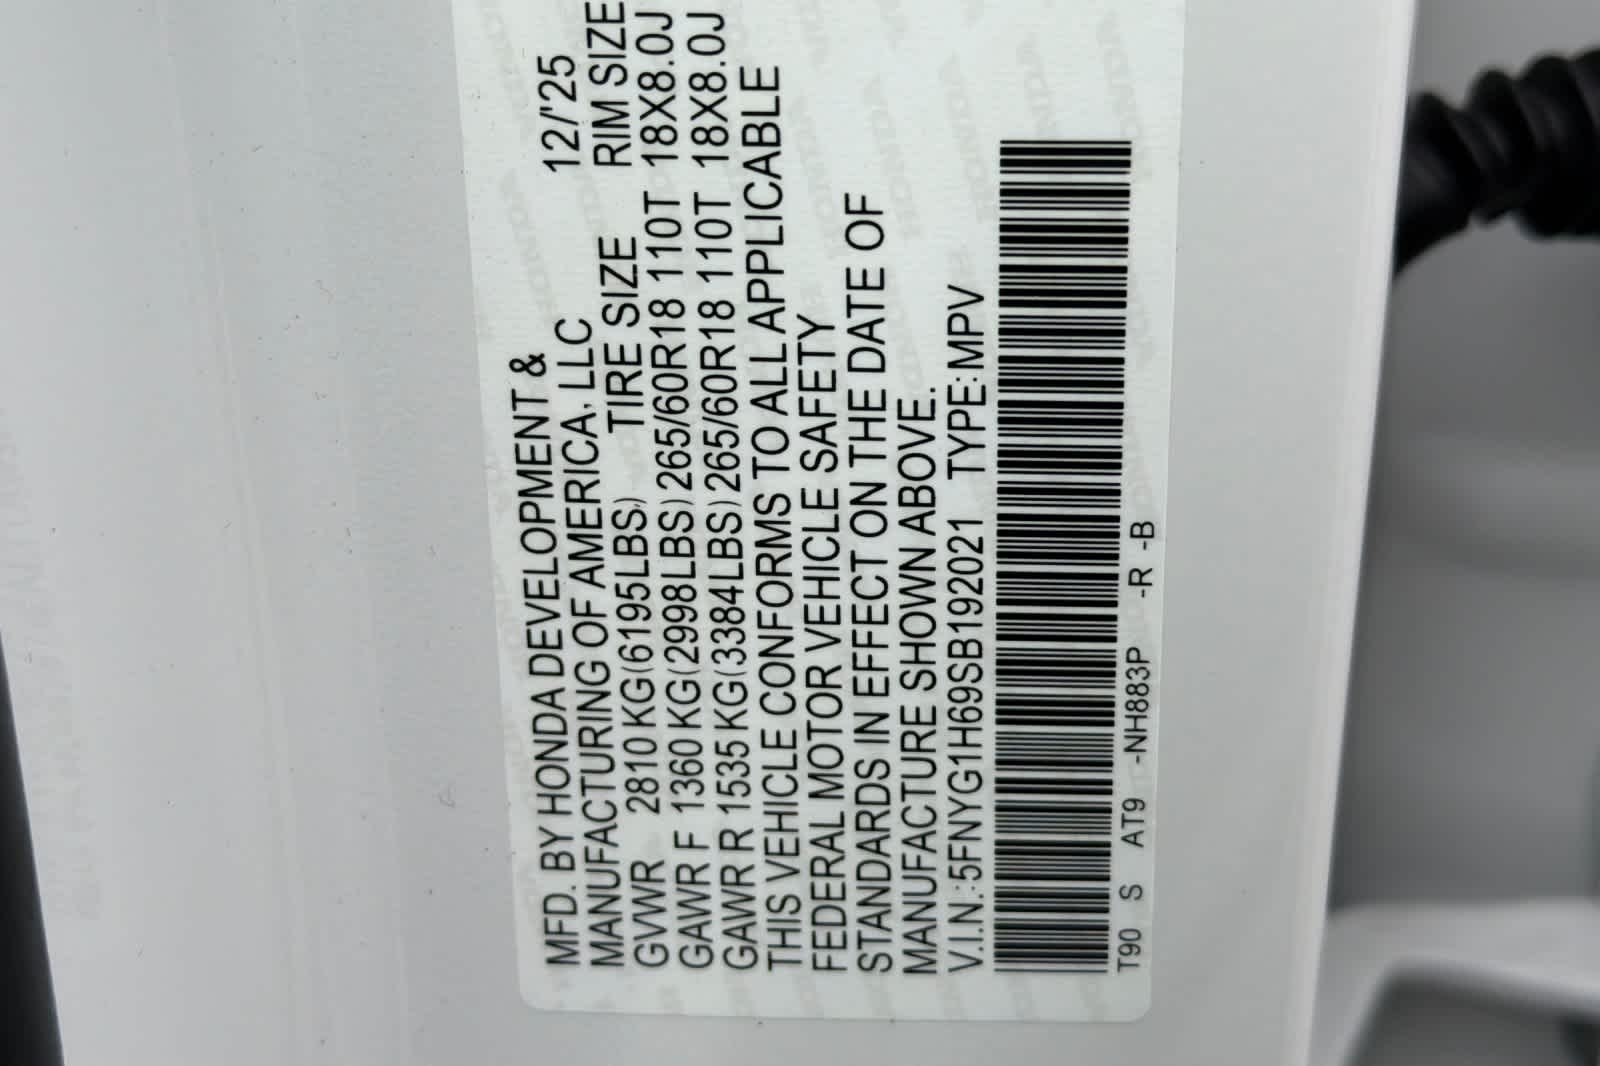 MFD. BY HONDA DEVELOPMENT & 12/'25
MANUFACTURING OF AMERICA, LLC
TIRE SIZE RIM SIZE
GVWR 2810 KG(6195LBS)
GAWR F 1360 KG(2998LBS) 265/60R18 110T 18X8.0J
GAWR R 1535 KG(3384LBS) 265/60R18 110T 18X8.0J
THIS VEHICLE CONFORMS TO ALL APPLICABLE
FEDERAL MOTOR VEHICLE SAFETY
STANDARDS IN EFFECT ON THE DATE OF
MANUFACTURE SHOWN ABOVE.
V.I.N.:5FNYG1H69SB192021 TYPE:MPV
T90 S AT9 -NH883P -R -B